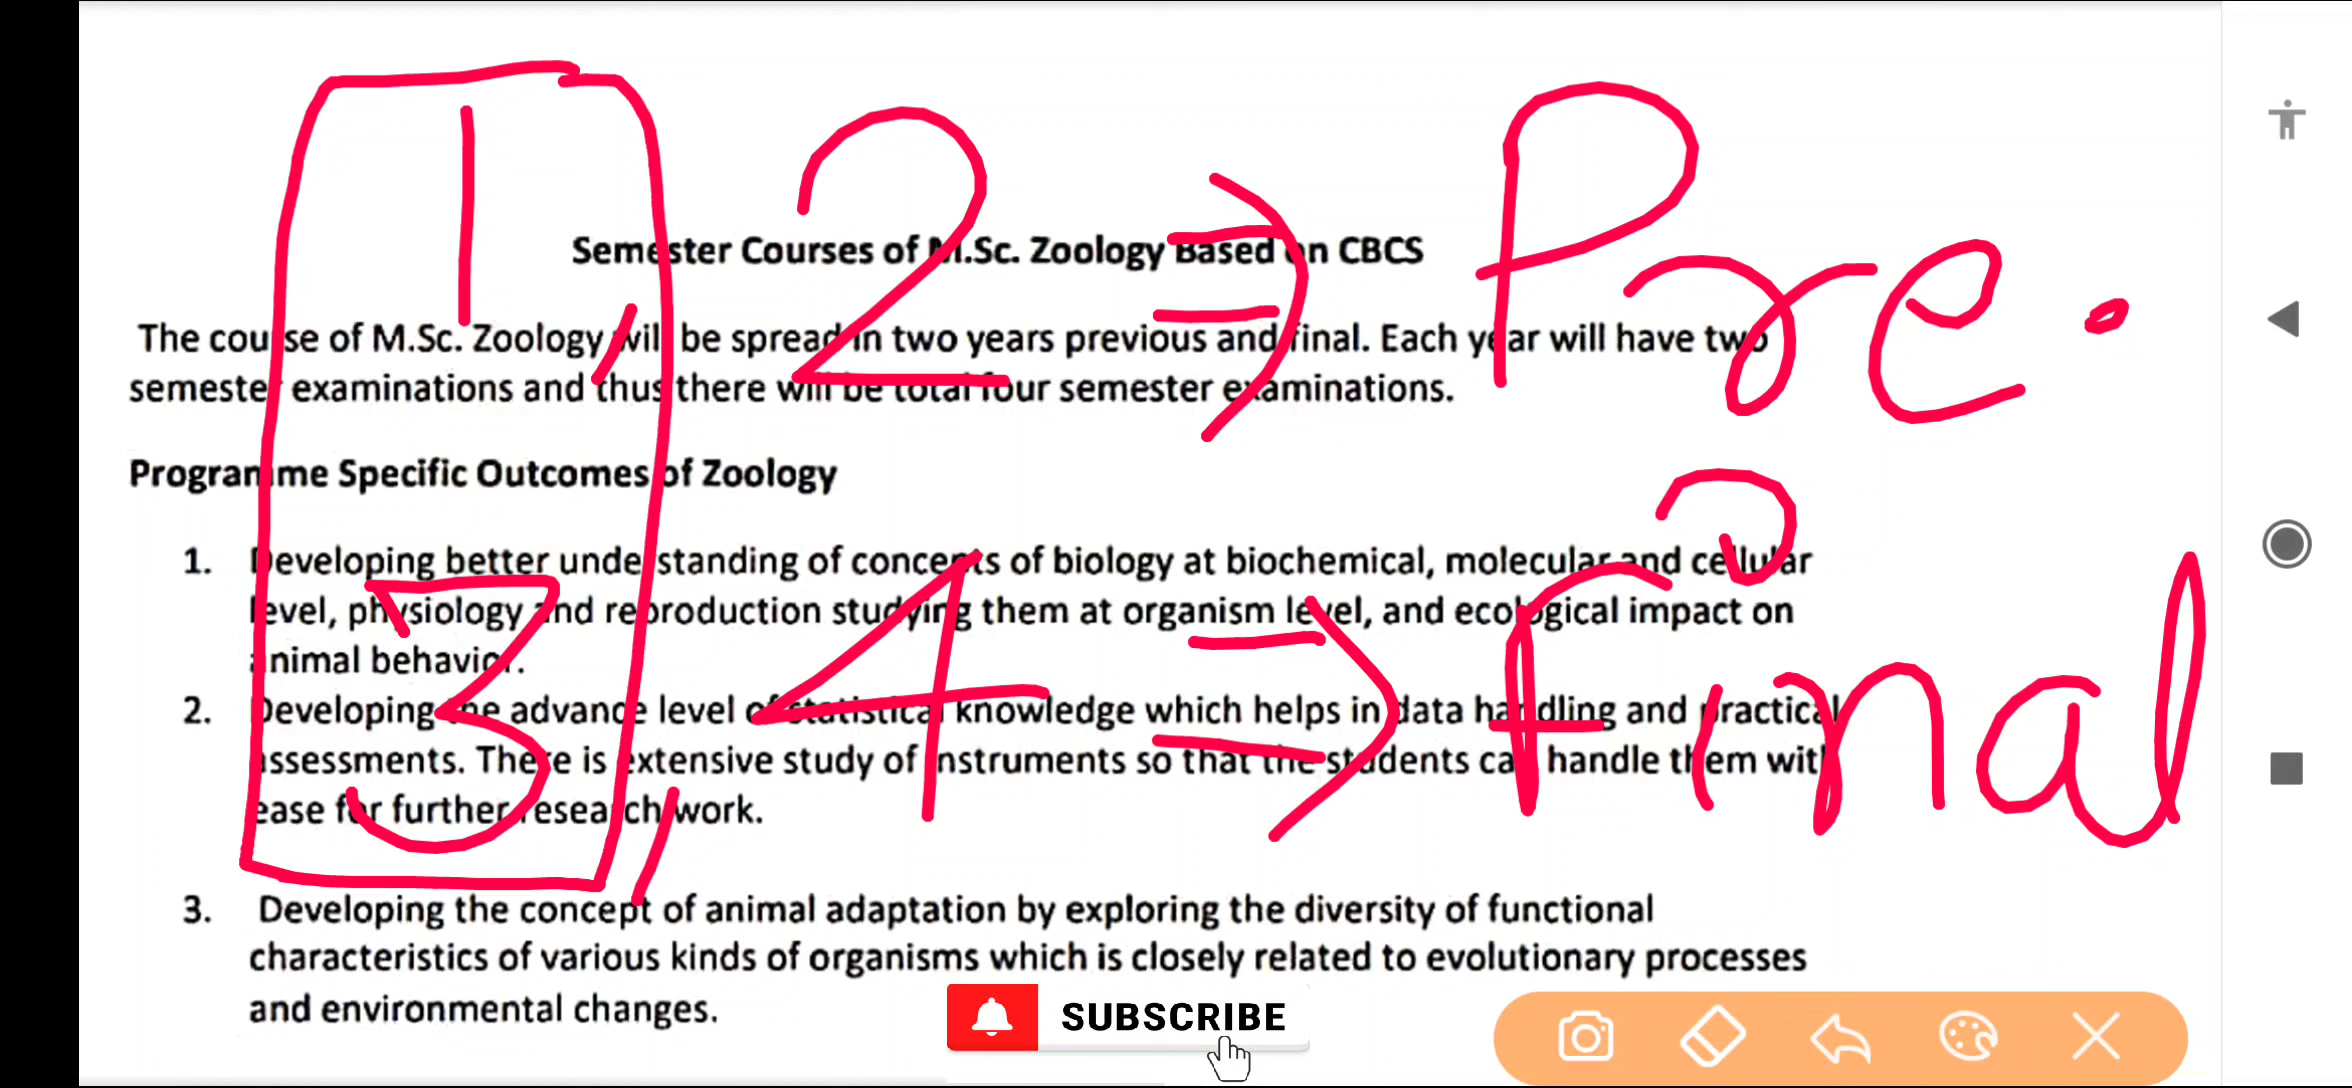 1, 2 ⇒ Pre.
Semester Courses of M.Sc. Zoology Based on CBCS
The course of M.Sc. Zoology will be spread in two years previous and final. Each year will have two
semester examinations and thus there will be total four semester examinations.
Programme Specific Outcomes of Zoology
1. Developing better understanding of concepts of biology at biochemical, molecular and cellular
level, physiology and reproduction studying them at organism level, and ecological impact on
animal behavior.
3, 4 ⇒ final
2. Developing the advance level of statistical knowledge which helps in data handling and practical
assessments. There is extensive study of instruments so that the students can handle them with
ease for further research work.
3. Developing the concept of animal adaptation by exploring the diversity of functional
characteristics of various kinds of organisms which is closely related to evolutionary processes
and environmental changes.
SUBSCRIBE